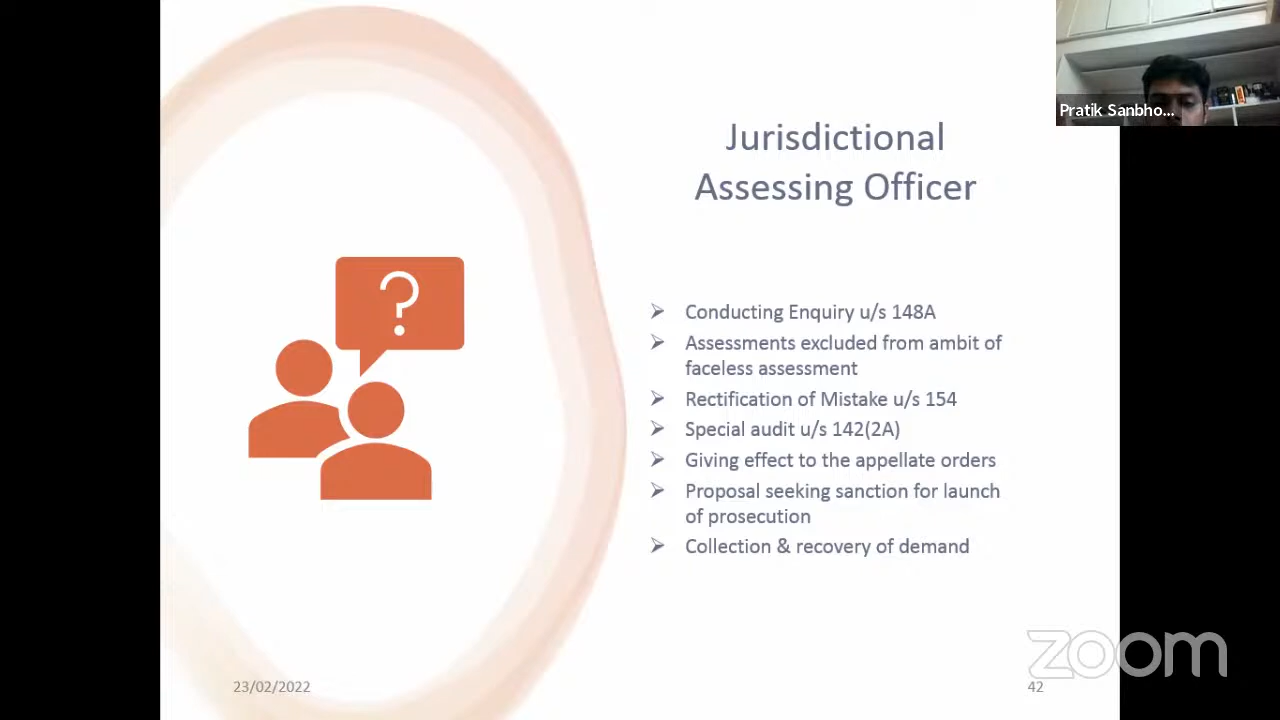 Pratik Sanbho...
Jurisdictional
Assessing Officer
?
Conducting Enquiry u/s 148A
Assessments excluded from ambit of
faceless assessment
Rectification of Mistake u/s 154
Special audit u/s 142(2A)
Giving effect to the appellate orders
Proposal seeking sanction for launch
of prosecution
Collection & recovery of demand
zoom
23/02/2022
42